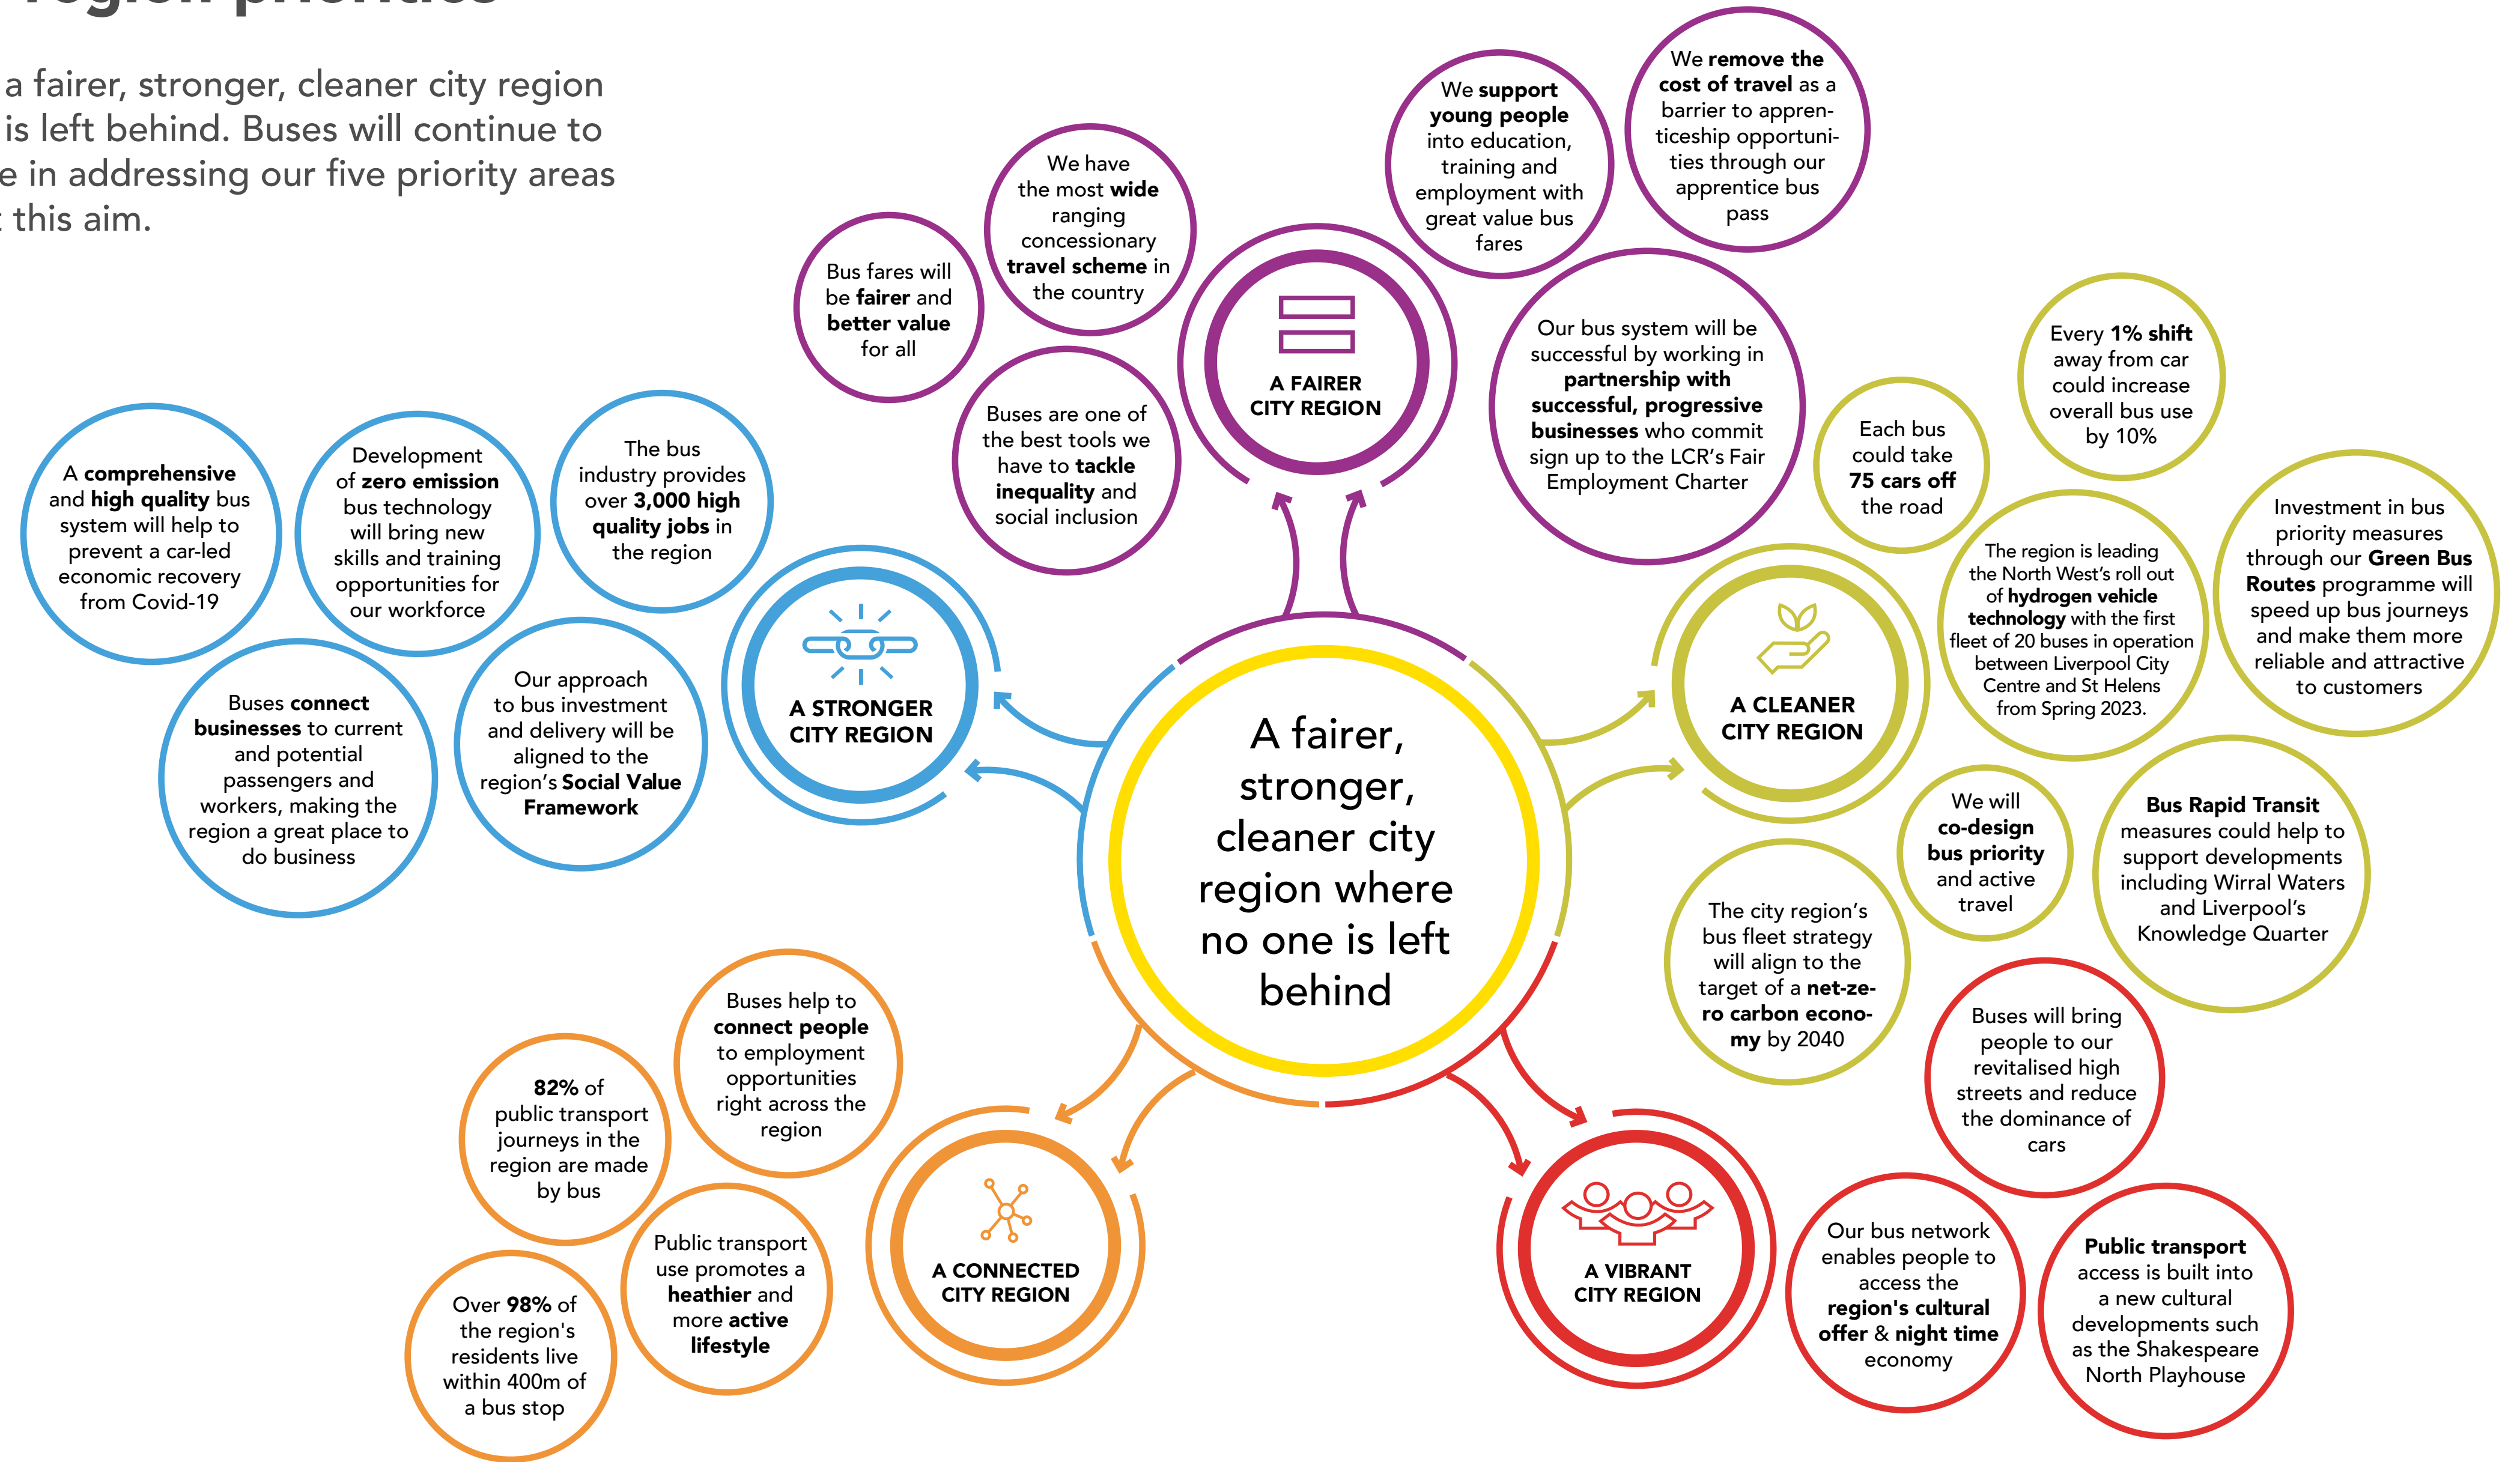 region priorities
a fairer, stronger, cleaner city region
is left behind. Buses will continue to
e in addressing our five priority areas
t this aim.
We have
the most wide
ranging
concessionary
travel scheme in
the country
Bus fares will
be fairer and
better value
for all
Buses are one of
the best tools we
have to tackle
inequality and
social inclusion
A FAIRER
CITY REGION
We support
young people
into education,
training and
employment with
great value bus
fares
We remove the
cost of travel as a
barrier to appren-
ticeship opportuni-
ties through our
apprentice bus
pass
Our bus system will be
successful by working in
partnership with
successful, progressive
businesses who commit
sign up to the LCR's Fair
Employment Charter
A comprehensive
and high quality bus
system will help to
prevent a car-led
economic recovery
from Covid-19
Development
of zero emission
bus technology
will bring new
skills and training
opportunities for
our workforce
The bus
industry provides
over 3,000 high
quality jobs in
the region
Buses connect
businesses to current
and potential
passengers and
workers, making the
region a great place to
do business
Our approach
to bus investment
and delivery will be
aligned to the
region's Social Value
Framework
A STRONGER
CITY REGION
A fairer,
stronger,
cleaner city
region where
no one is left
behind
A CLEANER
CITY REGION
Each bus
could take
75 cars off
the road
Every 1% shift
away from car
could increase
overall bus use
by 10%
The region is leading
the North West's roll out
of hydrogen vehicle
technology with the first
fleet of 20 buses in operation
between Liverpool City
Centre and St Helens
from Spring 2023.
Investment in bus
priority measures
through our Green Bus
Routes programme will
speed up bus journeys
and make them more
reliable and attractive
to customers
We will
co-design
bus priority
and active
travel
Bus Rapid Transit
measures could help to
support developments
including Wirral Waters
and Liverpool's
Knowledge Quarter
The city region's
bus fleet strategy
will align to the
target of a net-ze-
ro carbon econo-
my by 2040
Buses help to
connect people
to employment
opportunities
right across the
region
82% of
public transport
journeys in the
region are made
by bus
Public transport
use promotes a
heathier and
more active
lifestyle
Over 98% of
the region's
residents live
within 400m of
a bus stop
A CONNECTED
CITY REGION
A VIBRANT
CITY REGION
Buses will bring
people to our
revitalised high
streets and reduce
the dominance of
cars
Our bus network
enables people to
access the
region's cultural
offer & night time
economy
Public transport
access is built into
a new cultural
developments such
as the Shakespeare
North Playhouse